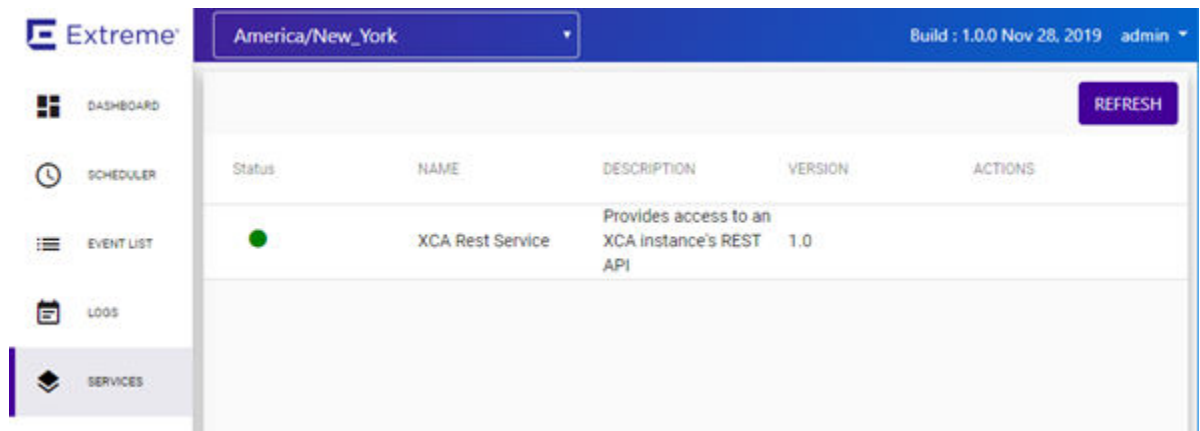 Extreme
America/New_York
Build : 1.0.0 Nov 28, 2019 admin
DASHBOARD
REFRESH
SCHEDULER
Status NAME DESCRIPTION VERSION ACTIONS
EVENT LIST
XCA Rest Service
Provides access to an
XCA instance's REST
API
1.0
LOGS
SERVICES